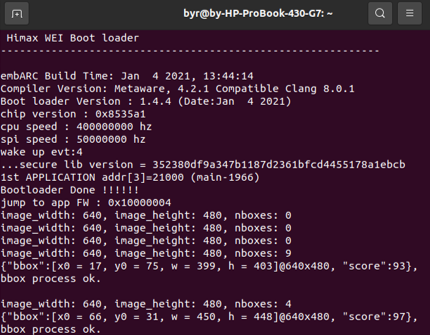 byr@by-HP-ProBook-430-G7: ~
Himax WEI Boot loader
------------------------------------------------------------
embARC Build Time: Jan  4 2021, 13:44:14
Compiler Version: Metaware, 4.2.1 Compatible Clang 8.0.1
Boot loader Version : 1.4.4 (Date:Jan  4 2021)
chip version : 0x8535a1
cpu speed : 400000000 hz
spi speed : 50000000 hz
wake up evt:4
...secure lib version = 352380df9a347b1187d2361bfcd4455178a1ebcb
1st APPLICATION addr[3]=21000 (main-1966)
Bootloader Done !!!!!!
jump to app FW : 0x10000004
image_width: 640, image_height: 480, nboxes: 0
image_width: 640, image_height: 480, nboxes: 0
image_width: 640, image_height: 480, nboxes: 0
image_width: 640, image_height: 480, nboxes: 9
{"bbox":[x0 = 17, y0 = 75, w = 399, h = 403]@640x480, "score":93},
bbox process ok.
image_width: 640, image_height: 480, nboxes: 4
{"bbox":[x0 = 66, y0 = 31, w = 450, h = 448]@640x480, "score":97},
bbox process ok.